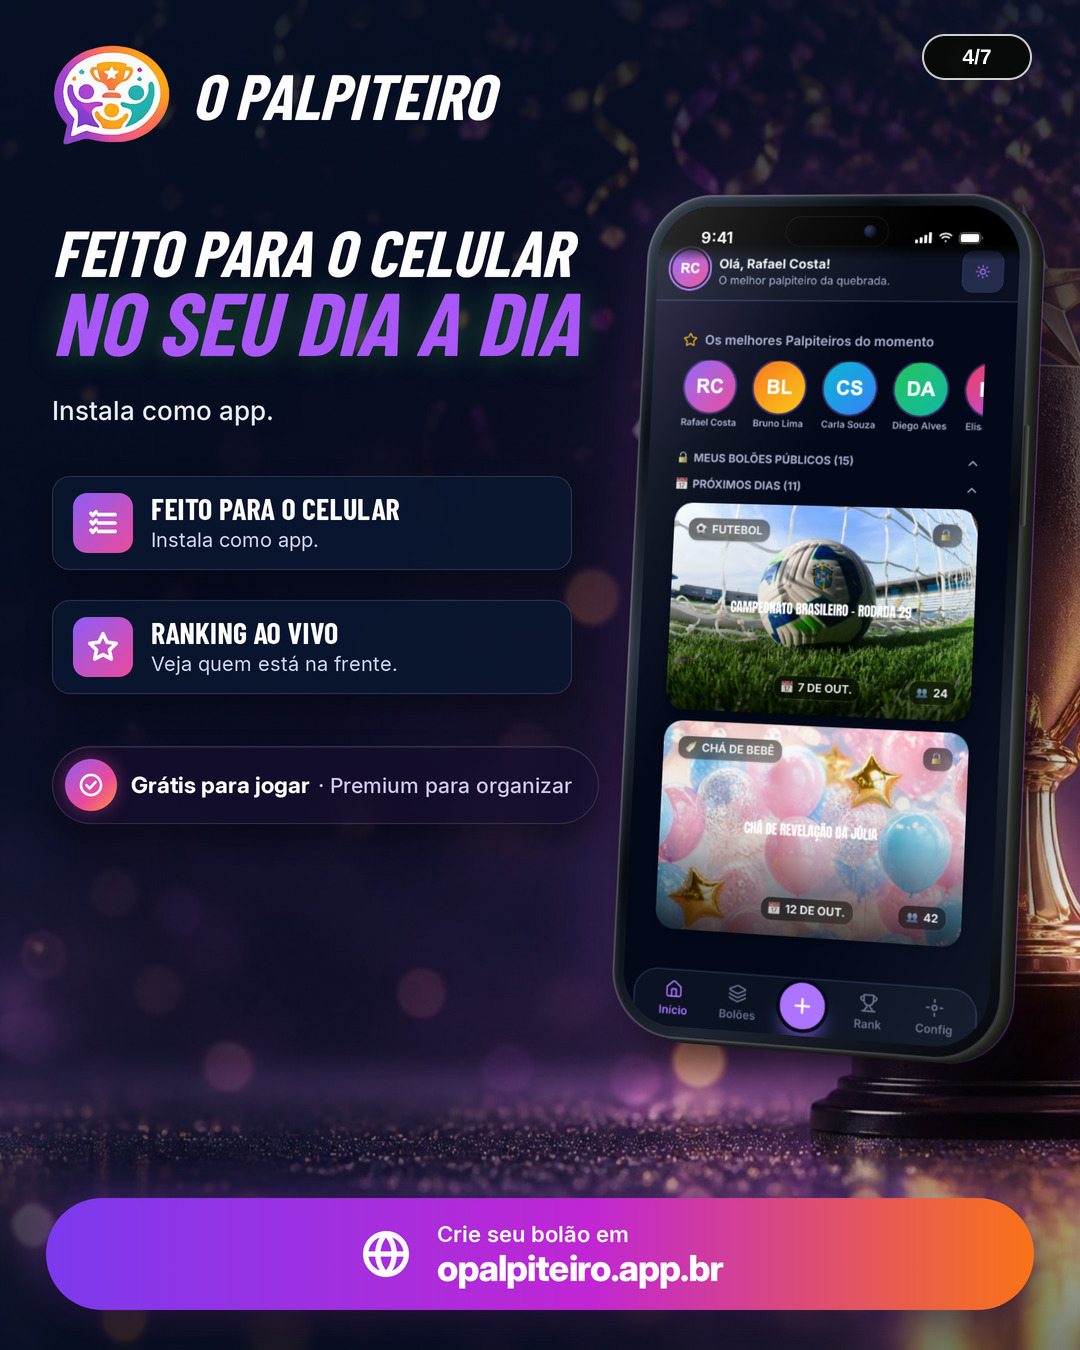 4/7
O PALPITEIRO
FEITO PARA O CELULAR
NO SEU DIA A DIA
Instala como app.
FEITO PARA O CELULAR
Instala como app.
RANKING AO VIVO
Veja quem está na frente.
Grátis para jogar · Premium para organizar
9:41
RC
Olá, Rafael Costa!
O melhor palpiteiro da quebrada.
Os melhores Palpiteiros do momento
RC BL CS DA
Rafael Costa Bruno Lima Carla Souza Diego Alves Elis
MEUS BOLÕES PÚBLICOS (15)
PRÓXIMOS DIAS (11)
FUTEBOL
CAMPEONATO BRASILEIRO - RODADA 29
7 DE OUT.
24
CHÁ DE BEBÊ
CHÁ DE REVELAÇÃO DA JÚLIA
12 DE OUT.
42
Início Bolões Rank Config
Crie seu bolão em
opalpiteiro.app.br